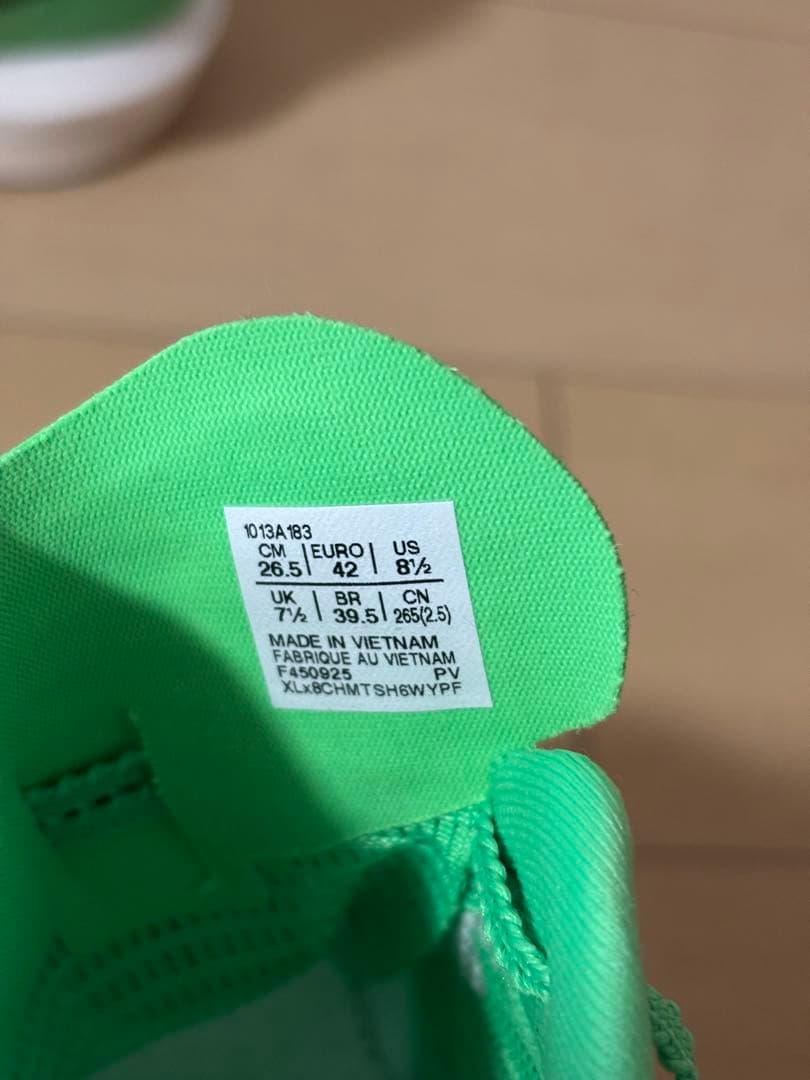 1013A183
CM | EURO | US
26.5 | 42 | 8½
UK | BR | CN
7½ | 39.5 | 265(2.5)
MADE IN VIETNAM
FABRIQUE AU VIETNAM
F450925 PV
XLx8CHMTSH6WYPF